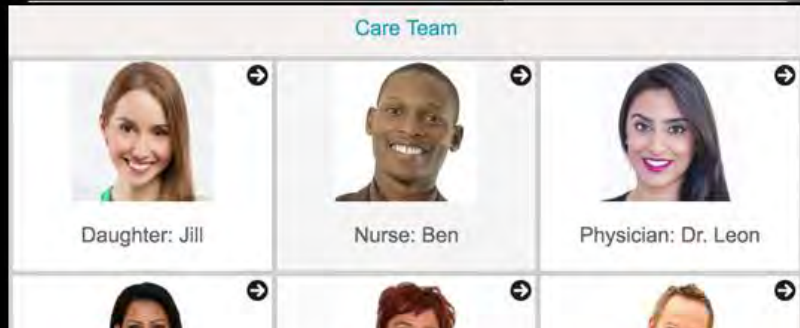 Care Team
Daughter: Jill
Nurse: Ben
Physician: Dr. Leon